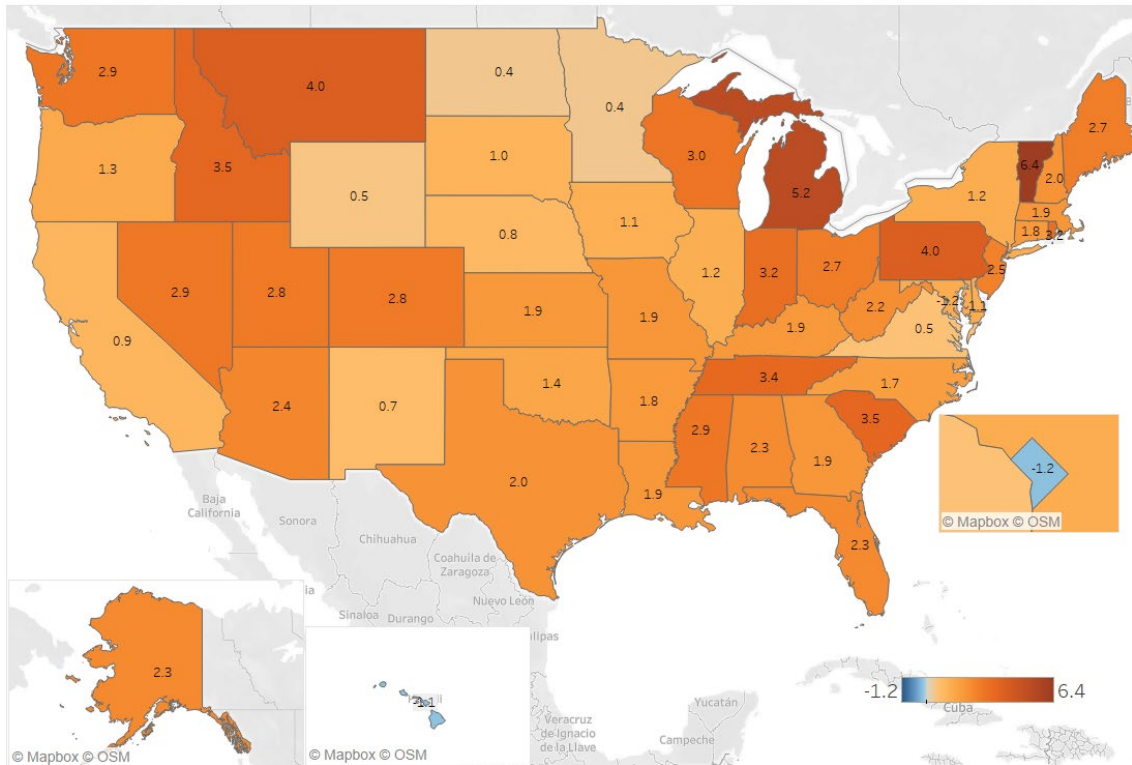 2.9
4.0
0.4
0.4
3.0
2.7
1.3
3.5
0.5
1.0
5.2
6.4
2.0
1.2
1.9
1.8
3.2
0.8
1.1
1.2
3.2
2.7
4.0
2.5
2.9
2.8
2.8
1.9
1.9
1.9
2.2
-1.2
0.5
0.9
2.4
0.7
1.4
1.8
3.4
1.7
2.9
2.3
1.9
3.5
2.0
1.9
2.3
-1.2
© Mapbox © OSM
Baja
California
Sonora
Chihuahua
Coahuila de
Zaragoza
Nuevo León
Sinaloa
Durango
2.3
© Mapbox © OSM
© Mapbox © OSM
-1.2
6.4
Cuba
Yucatán
Campeche
Veracruz
de Ignacio
de la Llave